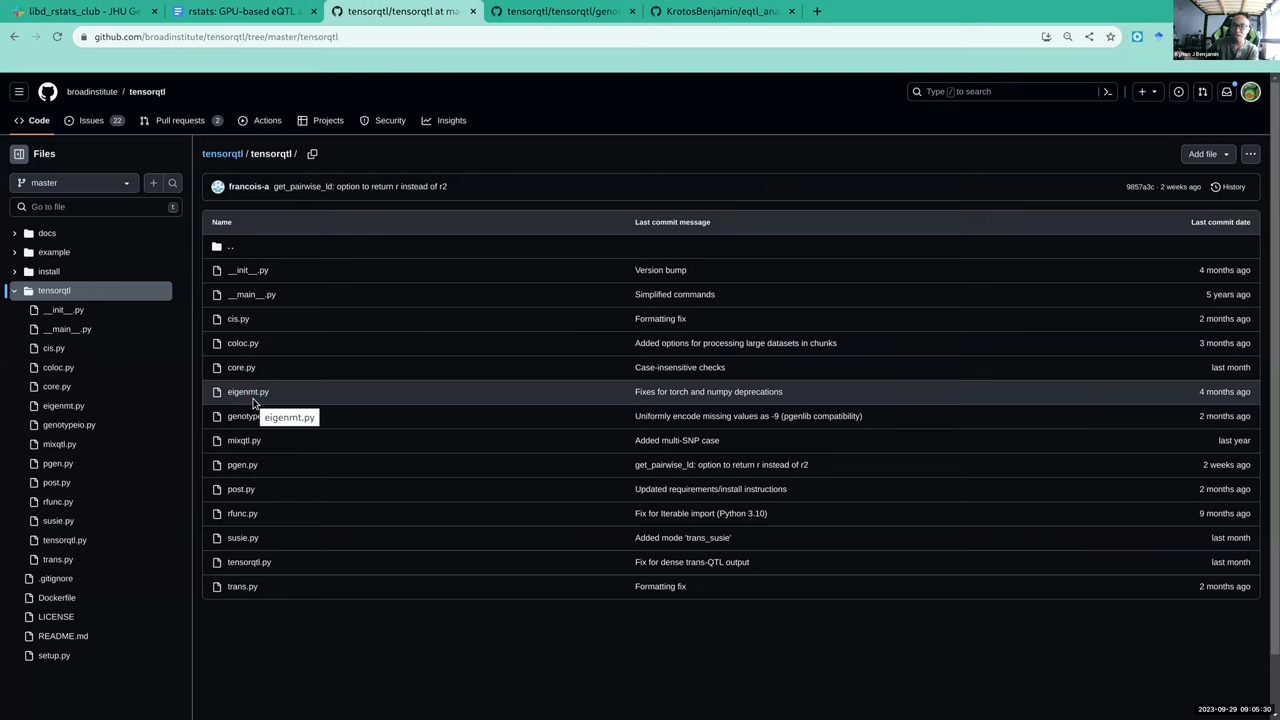 libd_rstats_club - JHU Ge
rstats: GPU-based eQTL a
tensorqtl/tensorqtl at ma
tensorqtl/tensorqtl/genot
KrotosBenjamin/eqtl_ana
github.com/broadinstitute/tensorqtl/tree/master/tensorqtl
Kynon J Benjamin
broadinstitute / tensorqtl
Type / to search
Code
Issues 22
Pull requests 2
Actions
Projects
Security
Insights
Files
master
Go to file
t
docs
example
install
tensorqtl
__init__.py
__main__.py
cis.py
coloc.py
core.py
eigenmt.py
genotypeio.py
mixqtl.py
pgen.py
post.py
rfunc.py
susie.py
tensorqtl.py
trans.py
.gitignore
Dockerfile
LICENSE
README.md
setup.py
tensorqtl / tensorqtl /
Add file
francois-a get_pairwise_ld: option to return r instead of r2
9857a3c · 2 weeks ago
History
Name Last commit message Last commit date
..
__init__.py Version bump 4 months ago
__main__.py Simplified commands 5 years ago
cis.py Formatting fix 2 months ago
coloc.py Added options for processing large datasets in chunks 3 months ago
core.py Case-insensitive checks last month
eigenmt.py Fixes for torch and numpy deprecations 4 months ago
genotype Uniformly encode missing values as -9 (pgenlib compatibility) 2 months ago
eigenmt.py
mixqtl.py Added multi-SNP case last year
pgen.py get_pairwise_ld: option to return r instead of r2 2 weeks ago
post.py Updated requirements/install instructions 2 months ago
rfunc.py Fix for Iterable import (Python 3.10) 9 months ago
susie.py Added mode 'trans_susie' last month
tensorqtl.py Fix for dense trans-QTL output last month
trans.py Formatting fix 2 months ago
2023-09-29 09:05:30